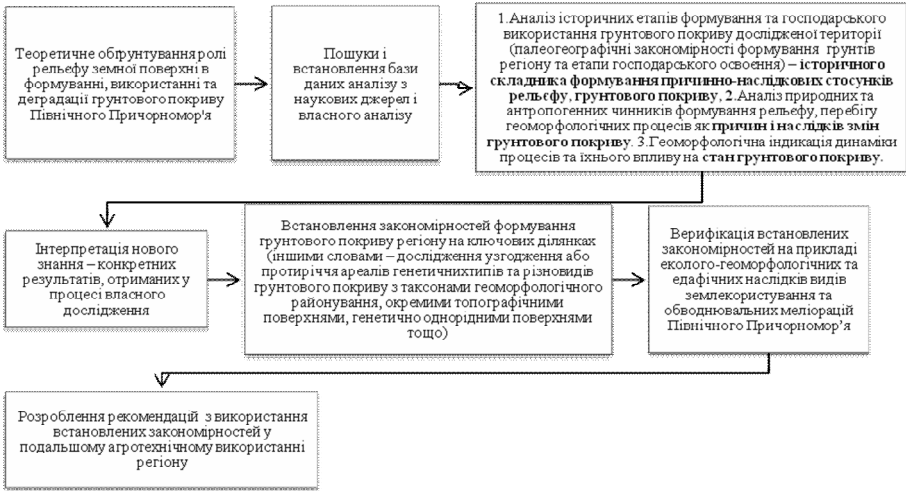 Теоретичне обґрунтування ролі
рельєфу земної поверхні в
формуванні, використанні та
деградації ґрунтового покриву
Північного Причорномор'я
Пошуки і
встановлення бази
даних аналізу з
наукових джерел і
власного аналізу
1.Аналіз історичних етапів формування та господарського
використання ґрунтового покриву дослідженої території
(палеогеографічні закономірності формування ґрунтів
регіону та етапи господарського освоєння) – історичного
складника формування причинно-наслідкових стосунків
рельєфу, ґрунтового покриву, 2.Аналіз природних та
антропогенних чинників формування рельєфу, перебігу
геоморфологічних процесів як причин і наслідків змін
ґрунтового покриву. 3.Геоморфологічна індикація динаміки
процесів та їхнього впливу на стан ґрунтового покриву.
Інтерпретація нового
знання – конкретних
результатів, отриманих у
процесі власного
дослідження
Встановлення закономірностей формування
ґрунтового покриву регіону на ключових ділянках
(іншими словами – дослідження узгодження або
протиріччя ареалів генетичнихтипів та різновидів
ґрунтового покриву з таксонами геоморфологічного
районування, окремими топографічними
поверхнями, генетично однорідними поверхнями
тощо)
Верифікація встановлених
закономірностей на прикладі
еколого-геоморфологічних та
едафічних наслідків видів
землекористування та
обводнювальних меліорацій
Північного Причорномор’я
Розроблення рекомендацій з використання
встановлених закономірностей у
подальшому агротехнічному використанні
регіону